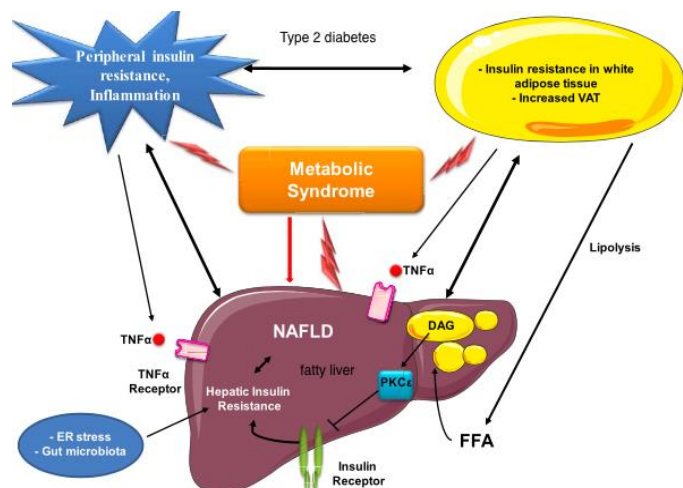 Type 2 diabetes
Peripheral insulin
resistance,
Inflammation
- Insulin resistance in white
adipose tissue
- Increased VAT
Metabolic
Syndrome
Lipolysis
TNFα
TNFα
TNFα
Receptor
NAFLD
fatty liver
Hepatic Insulin
Resistance
DAG
PKCε
FFA
- ER stress
- Gut microbiota
Insulin
Receptor